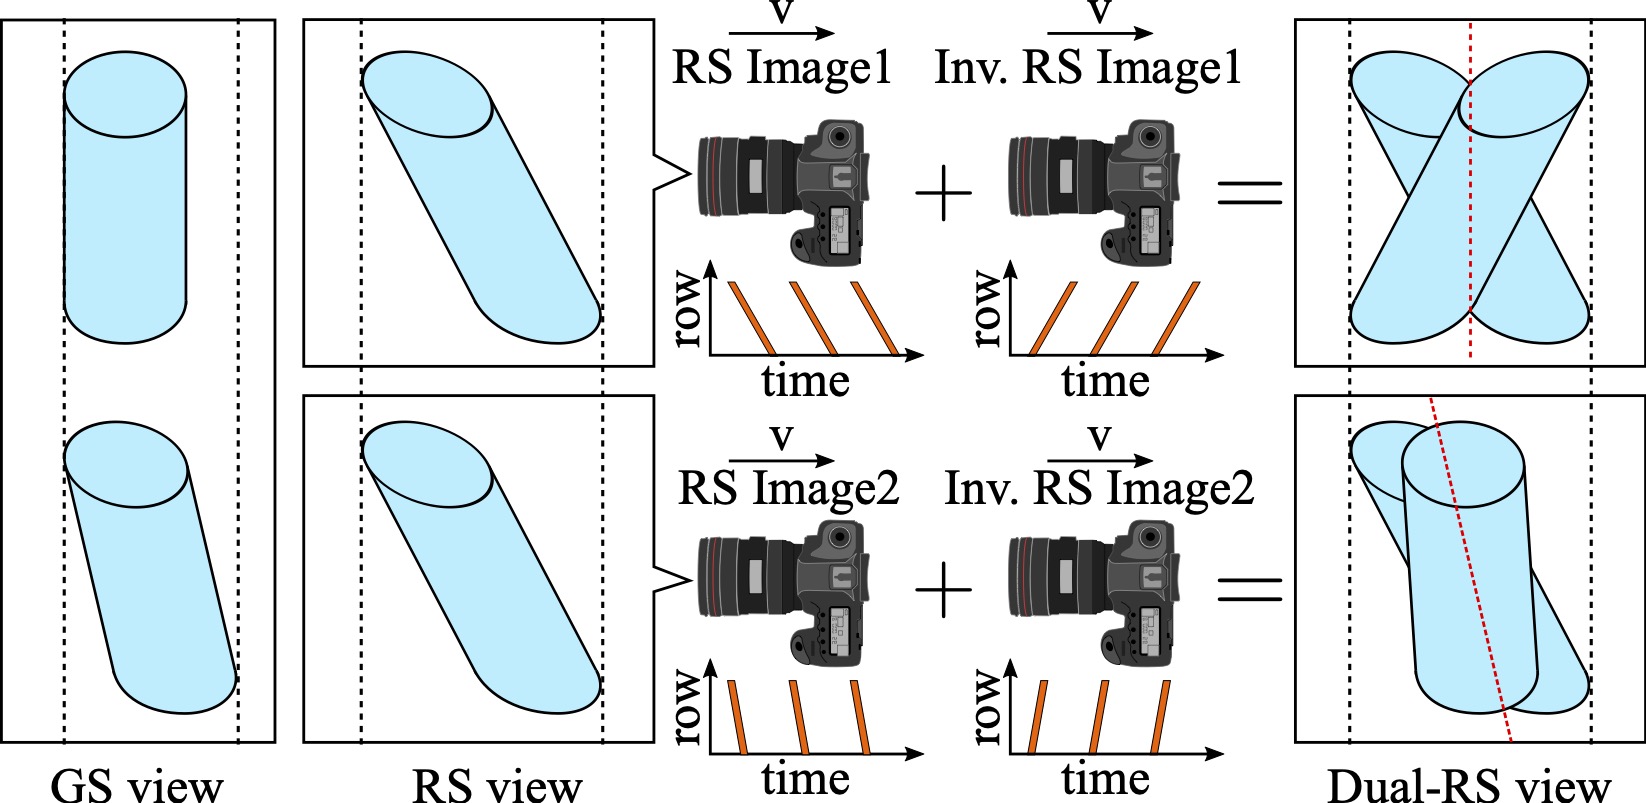 v
v
RS Image1
Inv. RS Image1
row
time
row
time
v
v
RS Image2
Inv. RS Image2
row
time
row
time
GS view
RS view
Dual-RS view